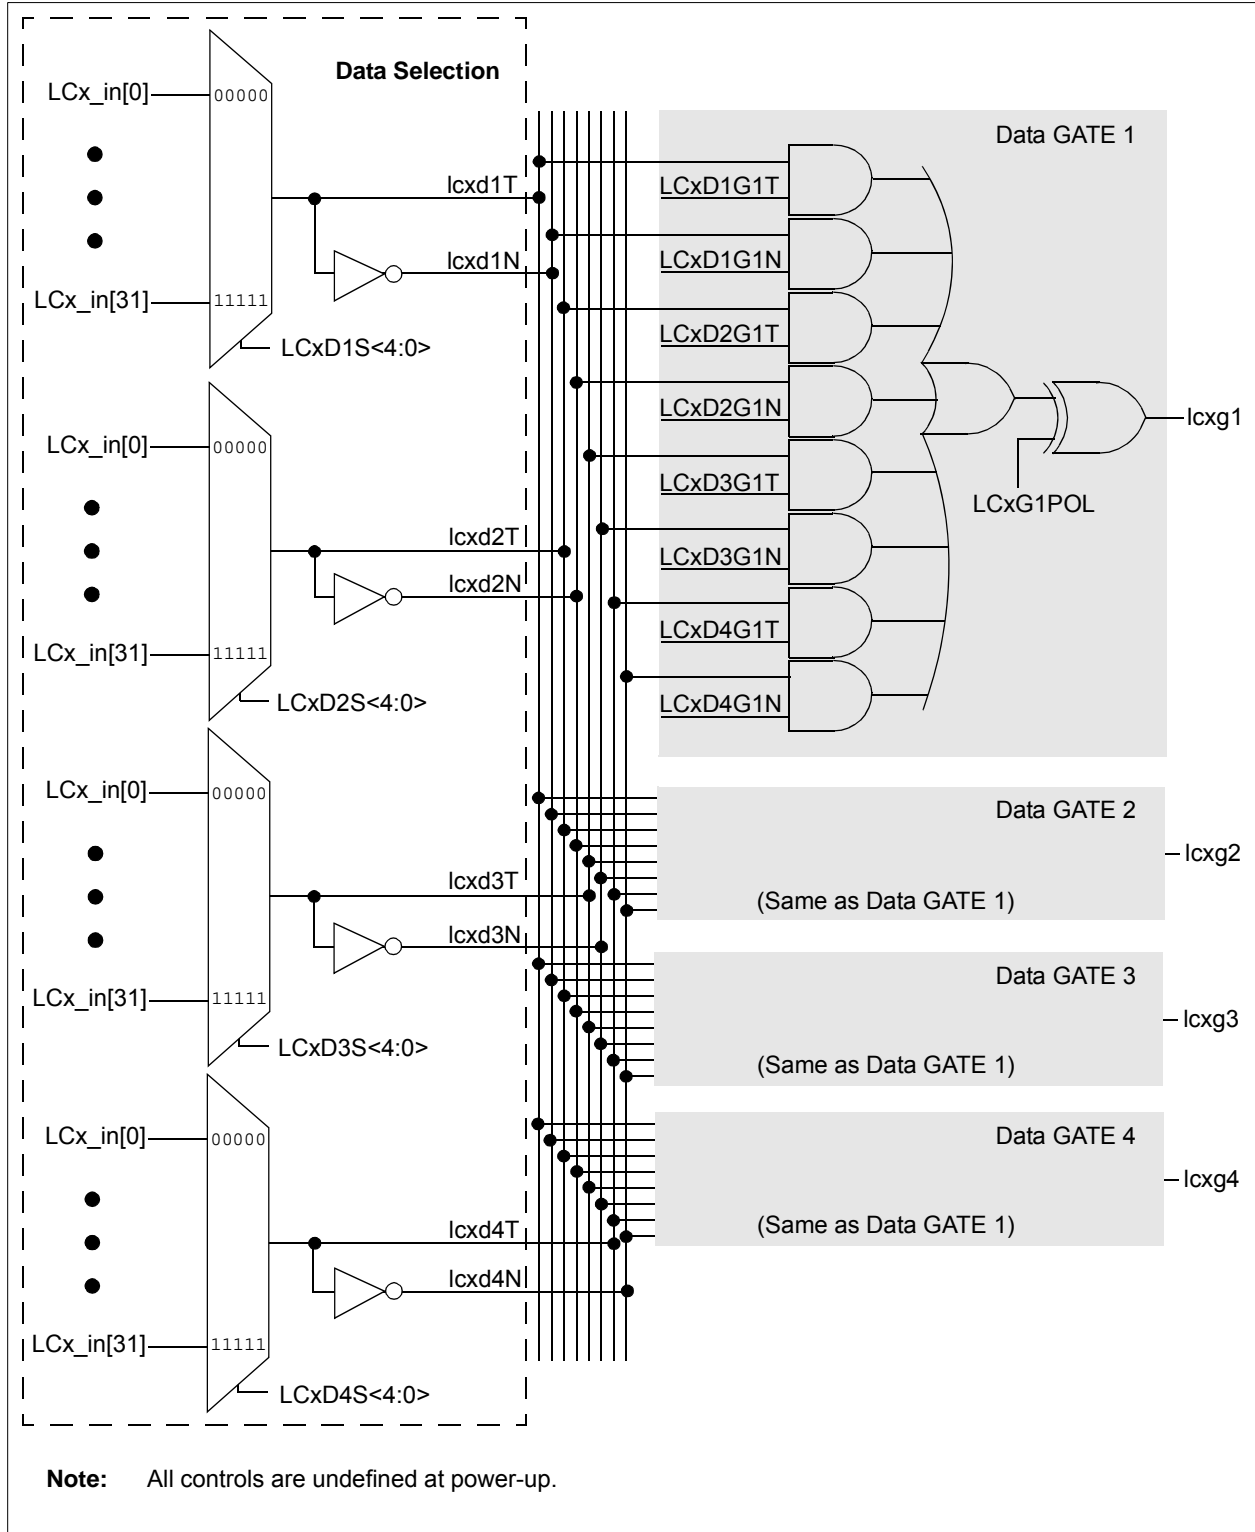 Data Selection
LCx_in[0]
00000
lcxd1T
lcxd1N
LCx_in[31]
11111
LCxD1S<4:0>
LCx_in[0]
00000
lcxd2T
lcxd2N
LCx_in[31]
11111
LCxD2S<4:0>
LCx_in[0]
00000
lcxd3T
lcxd3N
LCx_in[31]
11111
LCxD3S<4:0>
LCx_in[0]
00000
lcxd4T
lcxd4N
LCx_in[31]
11111
LCxD4S<4:0>
Data GATE 1
LCxD1G1T
LCxD1G1N
LCxD2G1T
LCxD2G1N
LCxD3G1T
LCxD3G1N
LCxD4G1T
LCxD4G1N
LCxG1POL
lcxg1
Data GATE 2
(Same as Data GATE 1)
lcxg2
Data GATE 3
(Same as Data GATE 1)
lcxg3
Data GATE 4
(Same as Data GATE 1)
lcxg4
Note: All controls are undefined at power-up.